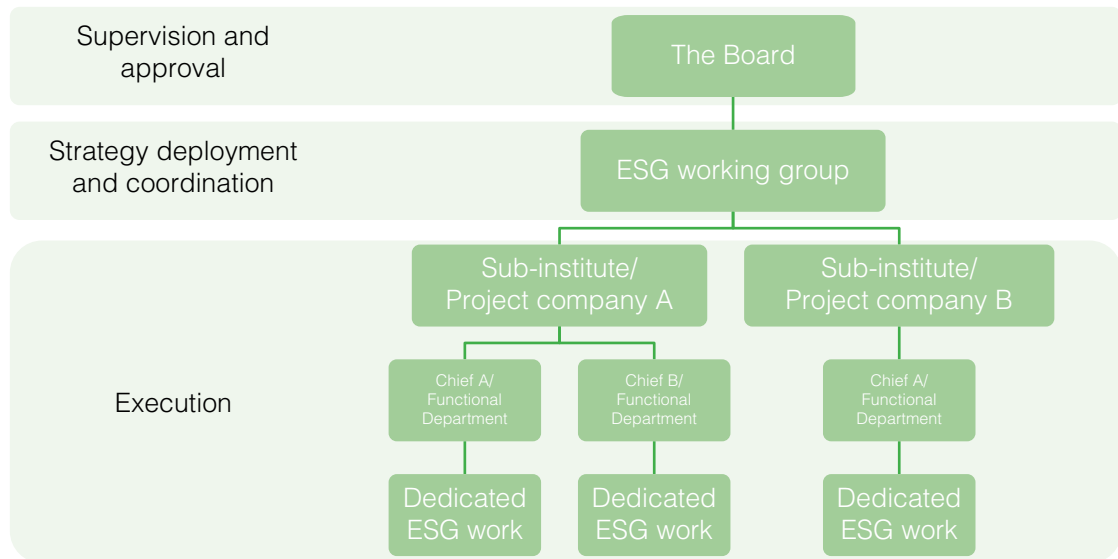 Supervision and
approval
The Board
Strategy deployment
and coordination
ESG working group
Sub-institute/
Project company A
Sub-institute/
Project company B
Execution
Chief A/
Functional
Department
Chief B/
Functional
Department
Chief A/
Functional
Department
Dedicated
ESG work
Dedicated
ESG work
Dedicated
ESG work